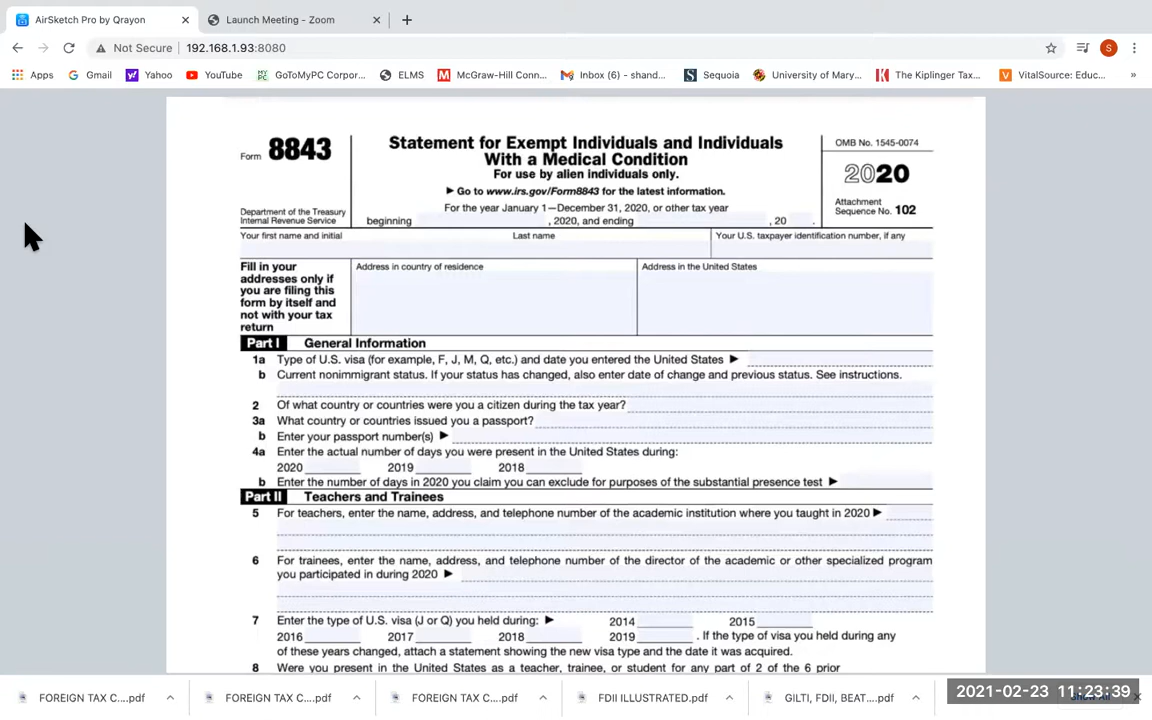 AirSketch Pro by Qrayon
Launch Meeting - Zoom
Not Secure | 192.168.1.93:8080
S
Apps Gmail Yahoo YouTube GoToMyPC Corpor... ELMS McGraw-Hill Conn... Inbox (6) - shand... Sequoia University of Mary... The Kiplinger Tax... VitalSource: Educ... »
Form 8843
Department of the Treasury
Internal Revenue Service
Statement for Exempt Individuals and Individuals
With a Medical Condition
For use by alien individuals only.
► Go to www.irs.gov/Form8843 for the latest information.
For the year January 1—December 31, 2020, or other tax year
beginning , 2020, and ending , 20 .
OMB No. 1545-0074
2020
Attachment
Sequence No. 102
Your first name and initial
Last name
Your U.S. taxpayer identification number, if any
Fill in your
addresses only if
you are filing this
form by itself and
not with your tax
return
Address in country of residence
Address in the United States
Part I General Information
1a Type of U.S. visa (for example, F, J, M, Q, etc.) and date you entered the United States ►
b Current nonimmigrant status. If your status has changed, also enter date of change and previous status. See instructions.
2 Of what country or countries were you a citizen during the tax year?
3a What country or countries issued you a passport?
b Enter your passport number(s) ►
4a Enter the actual number of days you were present in the United States during:
2020 2019 2018
b Enter the number of days in 2020 you claim you can exclude for purposes of the substantial presence test ►
Part II Teachers and Trainees
5 For teachers, enter the name, address, and telephone number of the academic institution where you taught in 2020 ►
6 For trainees, enter the name, address, and telephone number of the director of the academic or other specialized program
you participated in during 2020 ►
7 Enter the type of U.S. visa (J or Q) you held during: ► 2014 2015
2016 2017 2018 2019 . If the type of visa you held during any
of these years changed, attach a statement showing the new visa type and the date it was acquired.
8 Were you present in the United States as a teacher, trainee, or student for any part of 2 of the 6 prior
FOREIGN TAX C....pdf
FOREIGN TAX C....pdf
FOREIGN TAX C....pdf
FDII ILLUSTRATED.pdf
GILTI, FDII, BEAT....pdf
2021-02-23 11:23:39